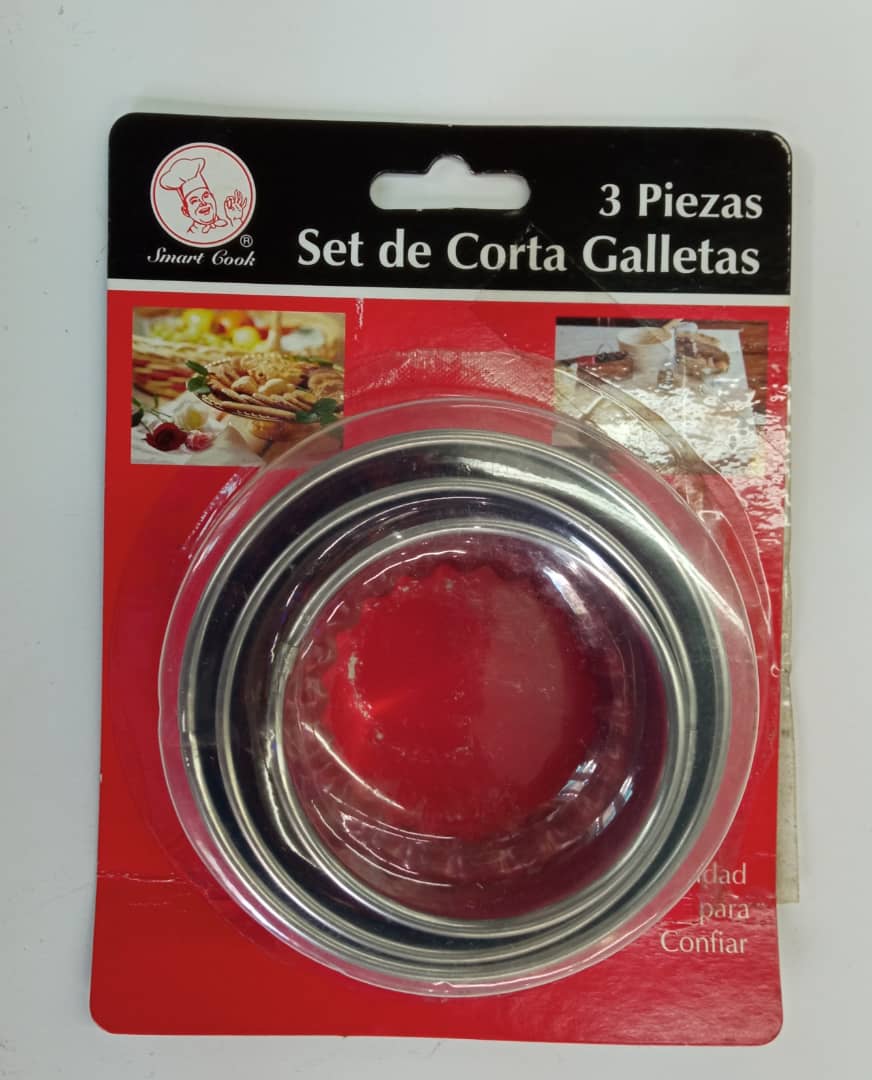 3 Piezas
Set de Corta Galletas
Smart Cook ®
para
Confiar